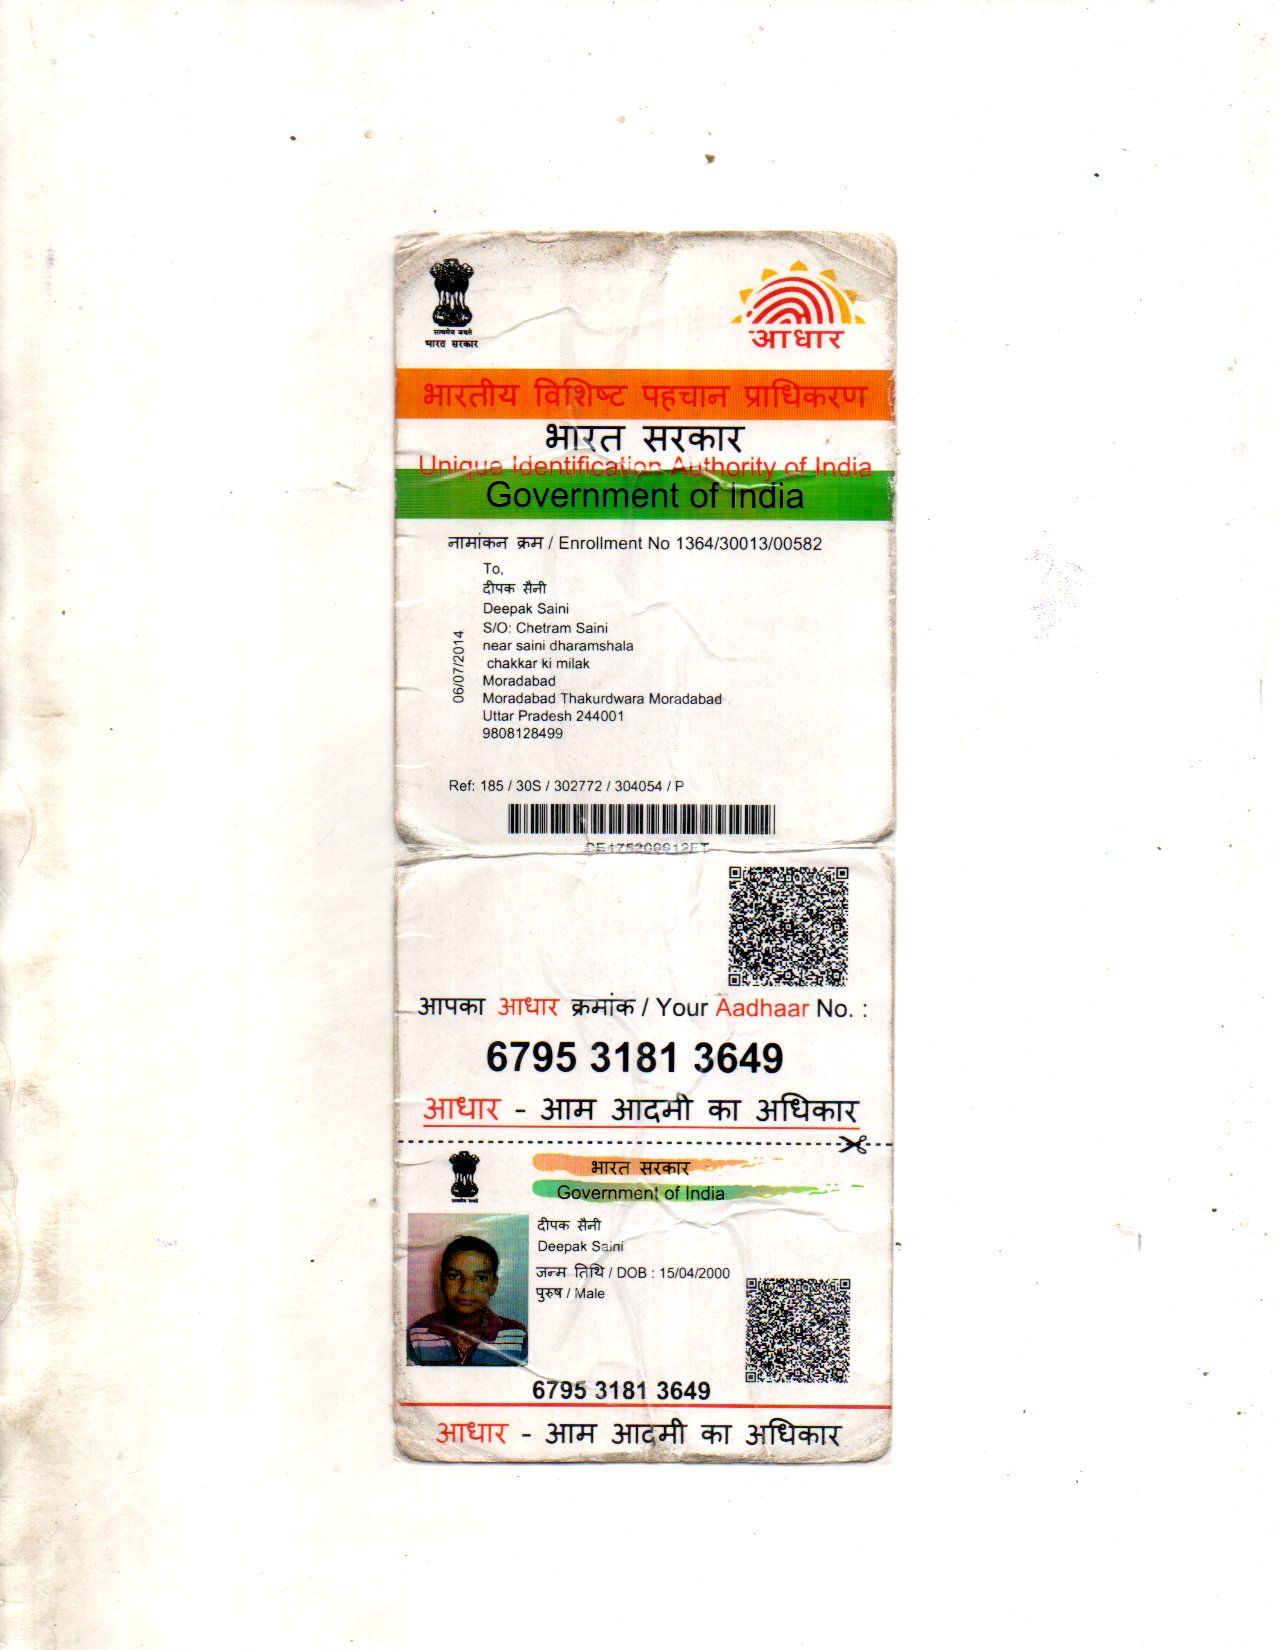 सत्यमेव जयते
भारत सरकार
आधार
भारतीय विशिष्ट पहचान प्राधिकरण
भारत सरकार
Unique Identification Authority of India
Government of India
नामांकन क्रम / Enrollment No 1364/30013/00582
To,
दीपक सैनी
Deepak Saini
S/O: Chetram Saini
near saini dharamshala
chakkar ki milak
Moradabad
Moradabad Thakurdwara Moradabad
Uttar Pradesh 244001
9808128499
06/07/2014
Ref: 185 / 30S / 302772 / 304054 / P
आपका आधार क्रमांक / Your Aadhaar No. :
6795 3181 3649
आधार - आम आदमी का अधिकार
भारत सरकार
Government of India
सत्यमेव जयते
दीपक सैनी
Deepak Saini
जन्म तिथि / DOB : 15/04/2000
पुरुष / Male
6795 3181 3649
आधार - आम आदमी का अधिकार